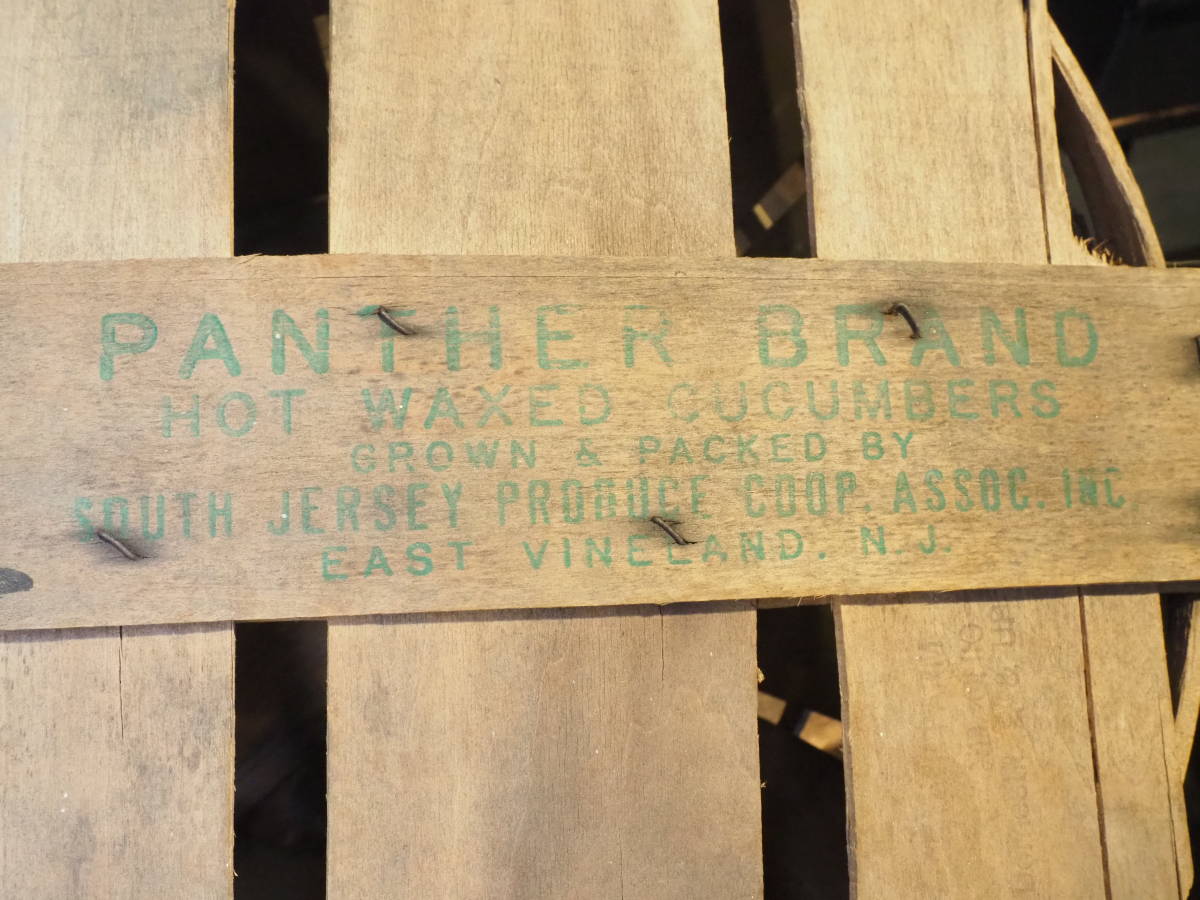 PANTHER BRAND
HOT WAXED CUCUMBERS
GROWN & PACKED BY
SOUTH JERSEY PRODUCE COOP. ASSOC. INC
EAST VINELAND. N. J.